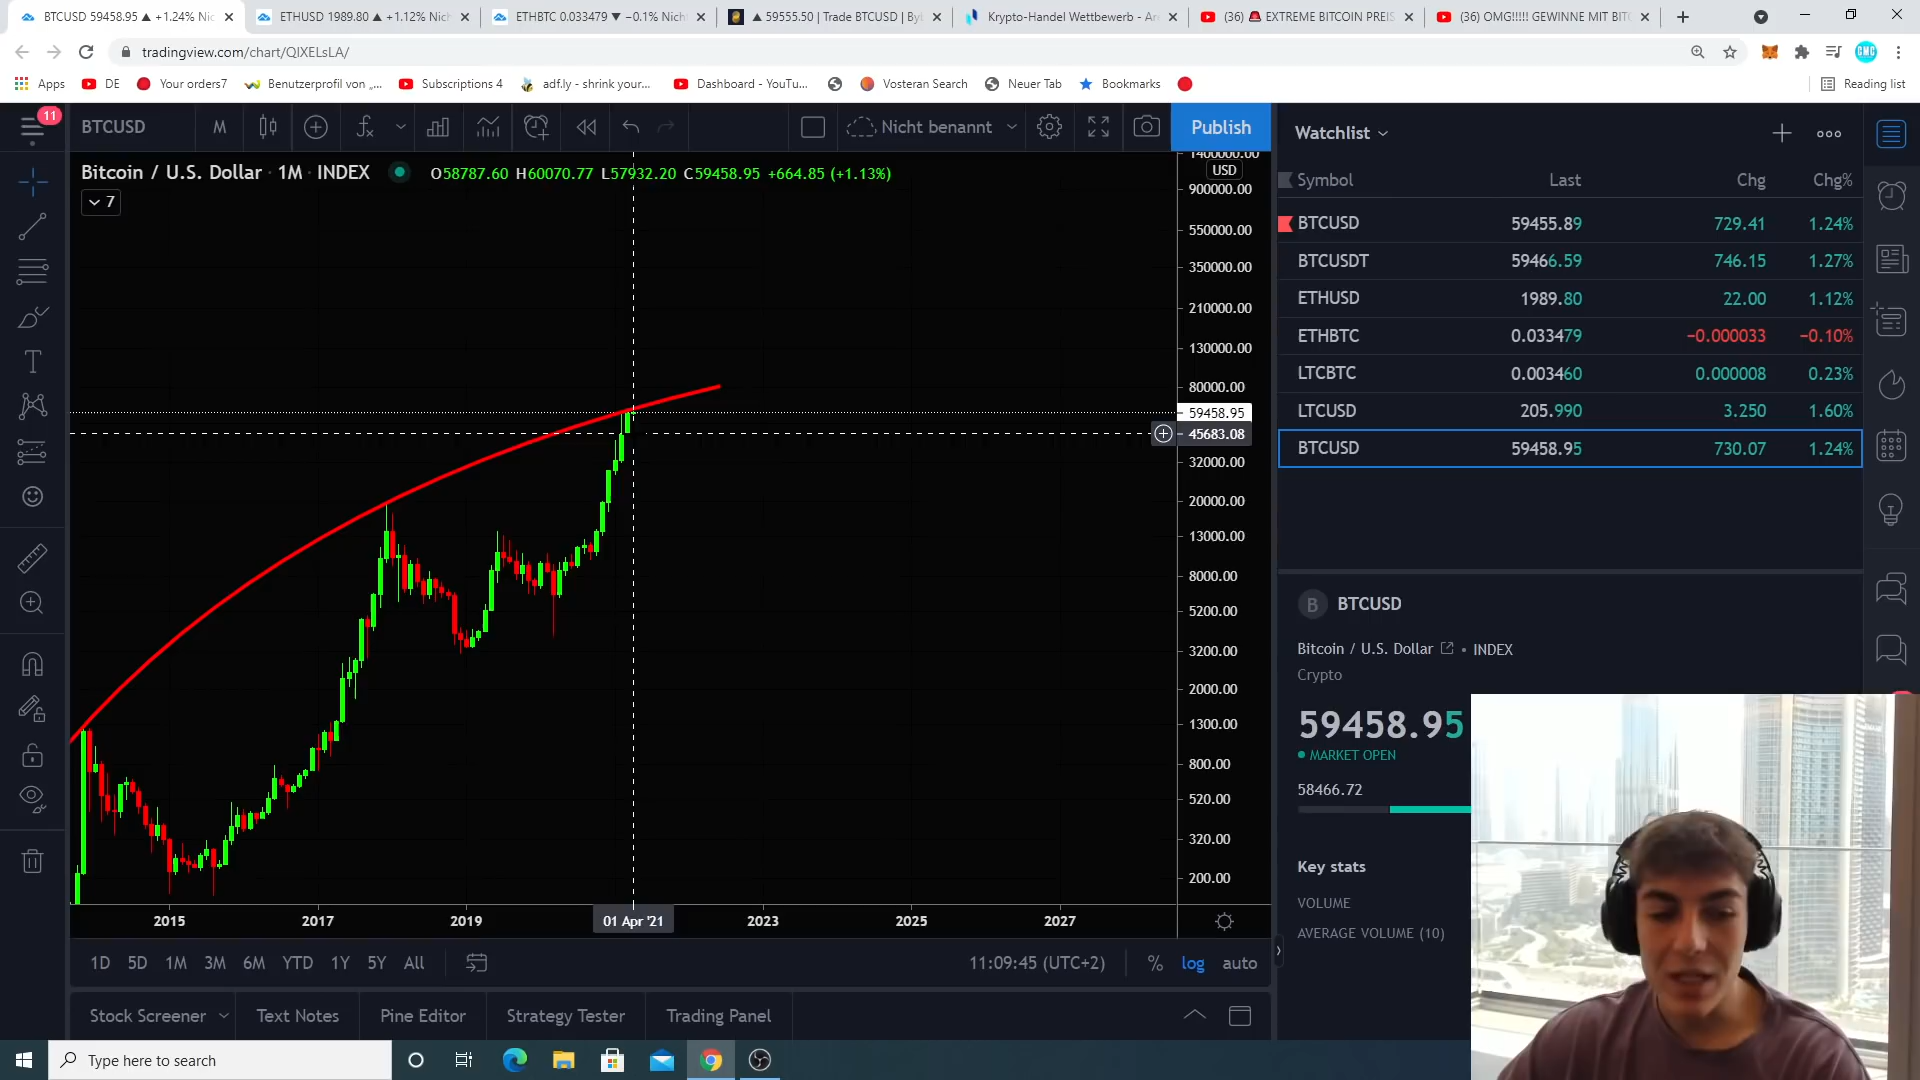 BTCUSD 59458.95 ▲ +1.24% Nic
ETHUSD 1989.80 ▲ +1.12% Nich
ETHBTC 0.033479 ▼ −0.1% Nich
▲ 59555.50 | Trade BTCUSD | Byl
Krypto-Handel Wettbewerb - An
(36) 🚨 EXTREME BITCOIN PREIS
(36) OMG!!!!! GEWINNE MIT BITC
tradingview.com/chart/QIXELsLA/
CMC
Apps
DE
Your orders7
Benutzerprofil von „...
Subscriptions 4
adf.ly - shrink your...
Dashboard - YouTu...
Vosteran Search
Neuer Tab
Bookmarks
Reading list
11
BTCUSD
M
Nicht benannt
Publish
Bitcoin / U.S. Dollar · 1M · INDEX
O58787.60 H60070.77 L57932.20 C59458.95 +664.85 (+1.13%)
7
1400000.00
USD
900000.00
550000.00
350000.00
210000.00
130000.00
80000.00
59458.95
45683.08
32000.00
20000.00
13000.00
8000.00
5200.00
3200.00
2000.00
1300.00
800.00
520.00
320.00
200.00
2015
2017
2019
01 Apr '21
2023
2025
2027
1D 5D 1M 3M 6M YTD 1Y 5Y All
11:09:45 (UTC+2)
% log auto
Stock Screener
Text Notes
Pine Editor
Strategy Tester
Trading Panel
Watchlist
Symbol Last Chg Chg%
BTCUSD 59455.89 729.41 1.24%
BTCUSDT 59466.59 746.15 1.27%
ETHUSD 1989.80 22.00 1.12%
ETHBTC 0.033479 −0.000033 −0.10%
LTCBTC 0.003460 0.000008 0.23%
LTCUSD 205.990 3.250 1.60%
BTCUSD 59458.95 730.07 1.24%
B BTCUSD
Bitcoin / U.S. Dollar • INDEX
Crypto
59458.95
MARKET OPEN
58466.72
Key stats
VOLUME
AVERAGE VOLUME (10)
Type here to search